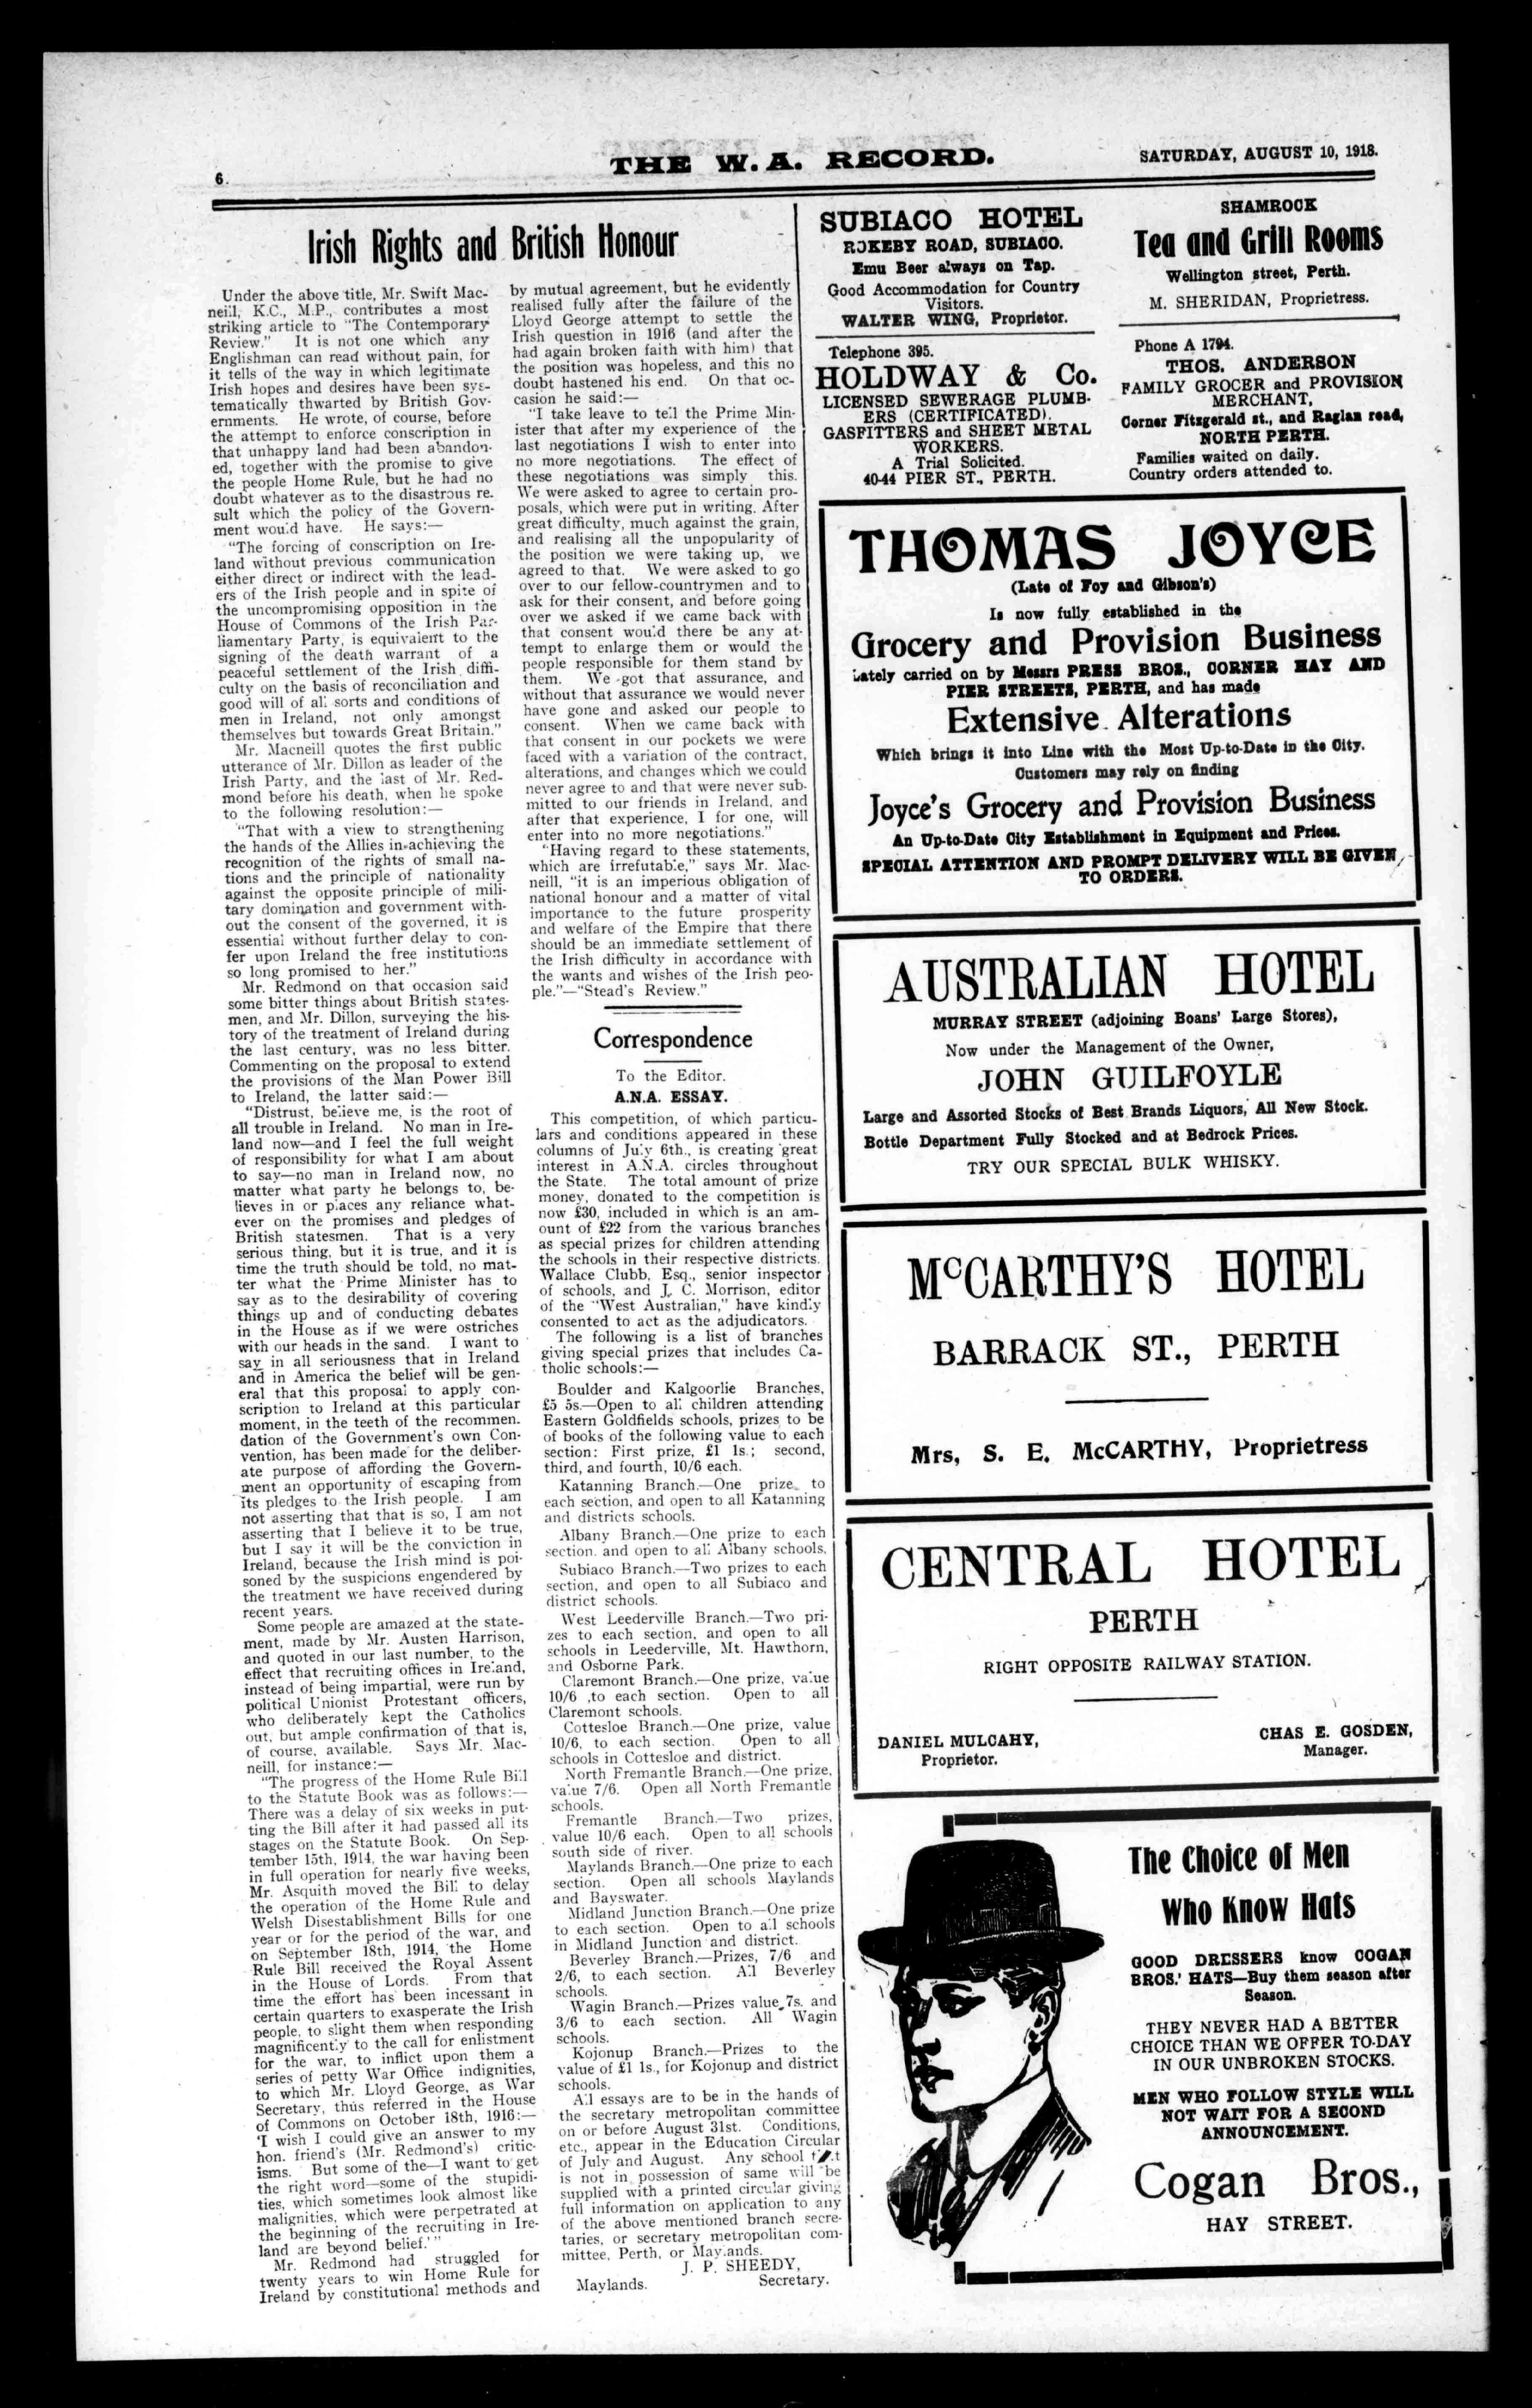 6.
THE W. A. RECORD.
SATURDAY, AUGUST 10, 1918.
Irish Rights and British Honour
Under the above title, Mr. Swift Mac-
neill, K.C., M.P., contributes a most
striking article to "The Contemporary
Review." It is not one which any
Englishman can read without pain, for
it tells of the way in which legitimate
Irish hopes and desires have been sys-
tematically thwarted by British Gov-
ernments. He wrote, of course, before
the attempt to enforce conscription in
that unhappy land had been abandon-
ed, together with the promise to give
the people Home Rule, but he had no
doubt whatever as to the disastrous re-
sult which the policy of the Govern-
ment would have. He says:—
"The forcing of conscription on Ire-
land without previous communication
either direct or indirect with the lead-
ers of the Irish people and in spite of
the uncompromising opposition in the
House of Commons of the Irish Par-
liamentary Party, is equivalent to the
signing of the death warrant of a
peaceful settlement of the Irish diffi-
culty on the basis of reconciliation and
good will of all sorts and conditions of
men in Ireland, not only amongst
themselves but towards Great Britain."
Mr. Macneill quotes the first public
utterance of Mr. Dillon as leader of the
Irish Party, and the last of Mr. Red-
mond before his death, when he spoke
to the following resolution:—
"That with a view to strengthening
the hands of the Allies in achieving the
recognition of the rights of small na-
tions and the principle of nationality
against the opposite principle of mili-
tary domination and government with-
out the consent of the governed, it is
essential without further delay to con-
fer upon Ireland the free institutions
so long promised to her."
Mr. Redmond on that occasion said
some bitter things about British states-
men, and Mr. Dillon, surveying the his-
tory of the treatment of Ireland during
the last century, was no less bitter.
Commenting on the proposal to extend
the provisions of the Man Power Bill
to Ireland, the latter said:—
"Distrust, believe me, is the root of
all trouble in Ireland. No man in Ire-
land now—and I feel the full weight
of responsibility for what I am about
to say—no man in Ireland now, no
matter what party he belongs to, be-
lieves in or places any reliance what-
ever on the promises and pledges of
British statesmen. That is a very
serious thing, but it is true, and it is
time the truth should be told, no mat-
ter what the Prime Minister has to
say as to the desirability of covering
things up and of conducting debates
in the House as if we were ostriches
with our heads in the sand. I want to
say in all seriousness that in Ireland
and in America the belief will be gen-
eral that this proposal to apply con-
scription to Ireland at this particular
moment, in the teeth of the recommen-
dation of the Government's own Con-
vention, has been made for the deliber-
ate purpose of affording the Govern-
ment an opportunity of escaping from
its pledges to the Irish people. I am
not asserting that that is so, I am not
asserting that I believe it to be true,
but I say it will be the conviction in
Ireland, because the Irish mind is poi-
soned by the suspicions engendered by
the treatment we have received during
recent years.
Some people are amazed at the state-
ment, made by Mr. Austen Harrison,
and quoted in our last number, to the
effect that recruiting offices in Ireland,
instead of being impartial, were run by
political Unionist Protestant officers,
who deliberately kept the Catholics
out, but ample confirmation of that is,
of course, available. Says Mr. Mac-
neill, for instance:—
"The progress of the Home Rule Bill
to the Statute Book was as follows:—
There was a delay of six weeks in put-
ting the Bill after it had passed all its
stages on the Statute Book. On Sep-
tember 15th, 1914, the war having been
in full operation for nearly five weeks,
Mr. Asquith moved the Bill to delay
the operation of the Home Rule and
Welsh Disestablishment Bills for one
year or for the period of the war, and
on September 18th, 1914, the Home
Rule Bill received the Royal Assent
in the House of Lords. From that
time the effort has been incessant in
certain quarters to exasperate the Irish
people, to slight them when responding
magnificently to the call for enlistment
for the war, to inflict upon them a
series of petty War Office indignities,
to which Mr. Lloyd George, as War
Secretary, thus referred in the House
of Commons on October 18th, 1916:—
'I wish I could give an answer to my
hon. friend's (Mr. Redmond's) critic-
isms. But some of the—I want to get
the right word—some of the stupidi-
ties, which sometimes look almost like
malignities, which were perpetrated at
the beginning of the recruiting in Ire-
land are beyond belief.'"
Mr. Redmond had struggled for
twenty years to win Home Rule for
Ireland by constitutional methods and
by mutual agreement, but he evidently
realised fully after the failure of the
Lloyd George attempt to settle the
Irish question in 1916 (and after the
had again broken faith with him) that
the position was hopeless, and this no
doubt hastened his end. On that oc-
casion he said:—
"I take leave to tell the Prime Min-
ister that after my experience of the
last negotiations I wish to enter into
no more negotiations. The effect of
these negotiations was simply this.
We were asked to agree to certain pro-
posals, which were put in writing. After
great difficulty, much against the grain,
and realising all the unpopularity of
the position we were taking up, we
agreed to that. We were asked to go
over to our fellow-countrymen and to
ask for their consent, and before going
over we asked if we came back with
that consent would there be any at-
tempt to enlarge them or would the
people responsible for them stand by
them. We got that assurance, and
without that assurance we would never
have gone and asked our people to
consent. When we came back with
that consent in our pockets we were
faced with a variation of the contract,
alterations, and changes which we could
never agree to and that were never sub-
mitted to our friends in Ireland, and
after that experience, I for one, will
enter into no more negotiations."
"Having regard to these statements,
which are irrefutable," says Mr. Mac-
neill, "it is an imperious obligation of
national honour and a matter of vital
importance to the future prosperity
and welfare of the Empire that there
should be an immediate settlement of
the Irish difficulty in accordance with
the wants and wishes of the Irish peo-
ple."—"Stead's Review."
Correspondence
To the Editor.
A.N.A. ESSAY.
This competition, of which particu-
lars and conditions appeared in these
columns of July 6th., is creating great
interest in A.N.A. circles throughout
the State. The total amount of prize
money, donated to the competition is
now £30, included in which is an am-
ount of £22 from the various branches
as special prizes for children attending
the schools in their respective districts.
Wallace Clubb, Esq., senior inspector
of schools, and J. C. Morrison, editor
of the "West Australian," have kindly
consented to act as the adjudicators.
The following is a list of branches
giving special prizes that includes Ca-
tholic schools:—
Boulder and Kalgoorlie Branches,
£5 5s.—Open to all children attending
Eastern Goldfields schools, prizes to be
of books of the following value to each
section: First prize, £1 1s.; second,
third, and fourth, 10/6 each.
Katanning Branch.—One prize to
each section, and open to all Katanning
and districts schools.
Albany Branch.—One prize to each
section, and open to all Albany schools.
Subiaco Branch.—Two prizes to each
section, and open to all Subiaco and
district schools.
West Leederville Branch.—Two pri-
zes to each section, and open to all
schools in Leederville, Mt. Hawthorn,
and Osborne Park.
Claremont Branch.—One prize, value
10/6 ,to each section. Open to all
Claremont schools.
Cottesloe Branch.—One prize, value
10/6, to each section. Open to all
schools in Cottesloe and district.
North Fremantle Branch.—One prize,
value 7/6. Open all North Fremantle
schools.
Fremantle Branch.—Two prizes,
value 10/6 each. Open to all schools
south side of river.
Maylands Branch.—One prize to each
section. Open all schools Maylands
and Bayswater.
Midland Junction Branch.—One prize
to each section. Open to all schools
in Midland Junction and district.
Beverley Branch.—Prizes, 7/6 and
2/6, to each section. All Beverley
schools.
Wagin Branch.—Prizes value 7s. and
3/6 to each section. All Wagin
schools.
Kojonup Branch.—Prizes to the
value of £1 1s., for Kojonup and district
schools.
All essays are to be in the hands of
the secretary metropolitan committee
on or before August 31st. Conditions,
etc., appear in the Education Circular
of July and August. Any school
is not in possession of same will be
supplied with a printed circular giving
full information on application to any
of the above mentioned branch secre-
taries, or secretary metropolitan com-
mittee, Perth, or Maylands.
J. P. SHEEDY,
Maylands. Secretary.
SUBIACO HOTEL
ROKEBY ROAD, SUBIACO.
Emu Beer always on Tap.
Good Accommodation for Country
Visitors.
WALTER WING, Proprietor.
Telephone 395.
HOLDWAY & Co.
LICENSED SEWERAGE PLUMB-
ERS (CERTIFICATED).
GASFITTERS and SHEET METAL
WORKERS.
A Trial Solicited.
40-44 PIER ST., PERTH.
SHAMROCK
Tea and Grill Rooms
Wellington street, Perth.
M. SHERIDAN, Proprietress.
Phone A 1794.
THOS. ANDERSON
FAMILY GROCER and PROVISION
MERCHANT,
Corner Fitzgerald st., and Raglan road,
NORTH PERTH.
Families waited on daily.
Country orders attended to.
THOMAS JOYCE
(Late of Foy and Gibson's)
Is now fully established in the
Grocery and Provision Business
Lately carried on by Messrs PRESS BROS., CORNER HAY AND
PIER STREETS, PERTH, and has made
Extensive Alterations
Which brings it into Line with the Most Up-to-Date in the City.
Customers may rely on finding
Joyce's Grocery and Provision Business
An Up-to-Date City Establishment in Equipment and Prices.
SPECIAL ATTENTION AND PROMPT DELIVERY WILL BE GIVEN
TO ORDERS.
AUSTRALIAN HOTEL
MURRAY STREET (adjoining Boans' Large Stores),
Now under the Management of the Owner,
JOHN GUILFOYLE
Large and Assorted Stocks of Best Brands Liquors, All New Stock.
Bottle Department Fully Stocked and at Bedrock Prices.
TRY OUR SPECIAL BULK WHISKY.
McCARTHY'S HOTEL
BARRACK ST., PERTH
Mrs, S. E. McCARTHY, Proprietress
CENTRAL HOTEL
PERTH
RIGHT OPPOSITE RAILWAY STATION.
DANIEL MULCAHY,
Proprietor.
CHAS E. GOSDEN,
Manager.
The Choice of Men
Who Know Hats
GOOD DRESSERS know COGAN
BROS.' HATS—Buy them season after
Season.
THEY NEVER HAD A BETTER
CHOICE THAN WE OFFER TO-DAY
IN OUR UNBROKEN STOCKS.
MEN WHO FOLLOW STYLE WILL
NOT WAIT FOR A SECOND
ANNOUNCEMENT.
Cogan Bros.,
HAY STREET.